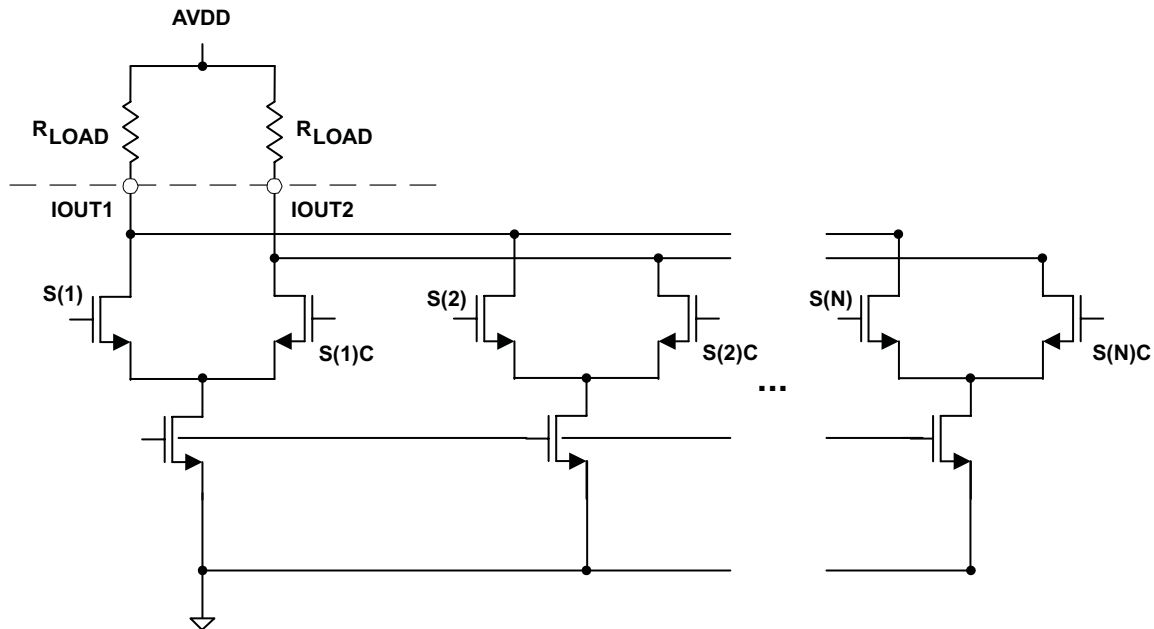 AVDD
RLOAD RLOAD
IOUT1 IOUT2
S(1) S(2) S(N)
S(1)C S(2)C S(N)C
...